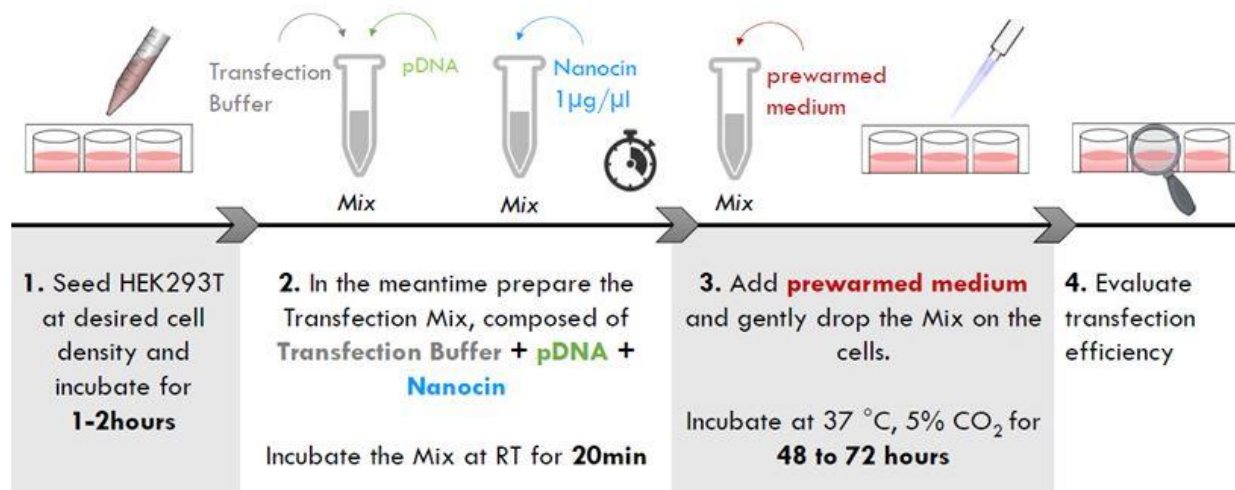 Transfection
Buffer
pDNA
Nanocin
1µg/µl
prewarmed
medium
Mix
Mix
Mix
1. Seed HEK293T
at desired cell
density and
incubate for
1-2hours
2. In the meantime prepare the
Transfection Mix, composed of
Transfection Buffer + pDNA +
Nanocin
Incubate the Mix at RT for 20min
3. Add prewarmed medium
and gently drop the Mix on the
cells.
Incubate at 37 °C, 5% CO₂ for
48 to 72 hours
4. Evaluate
transfection
efficiency